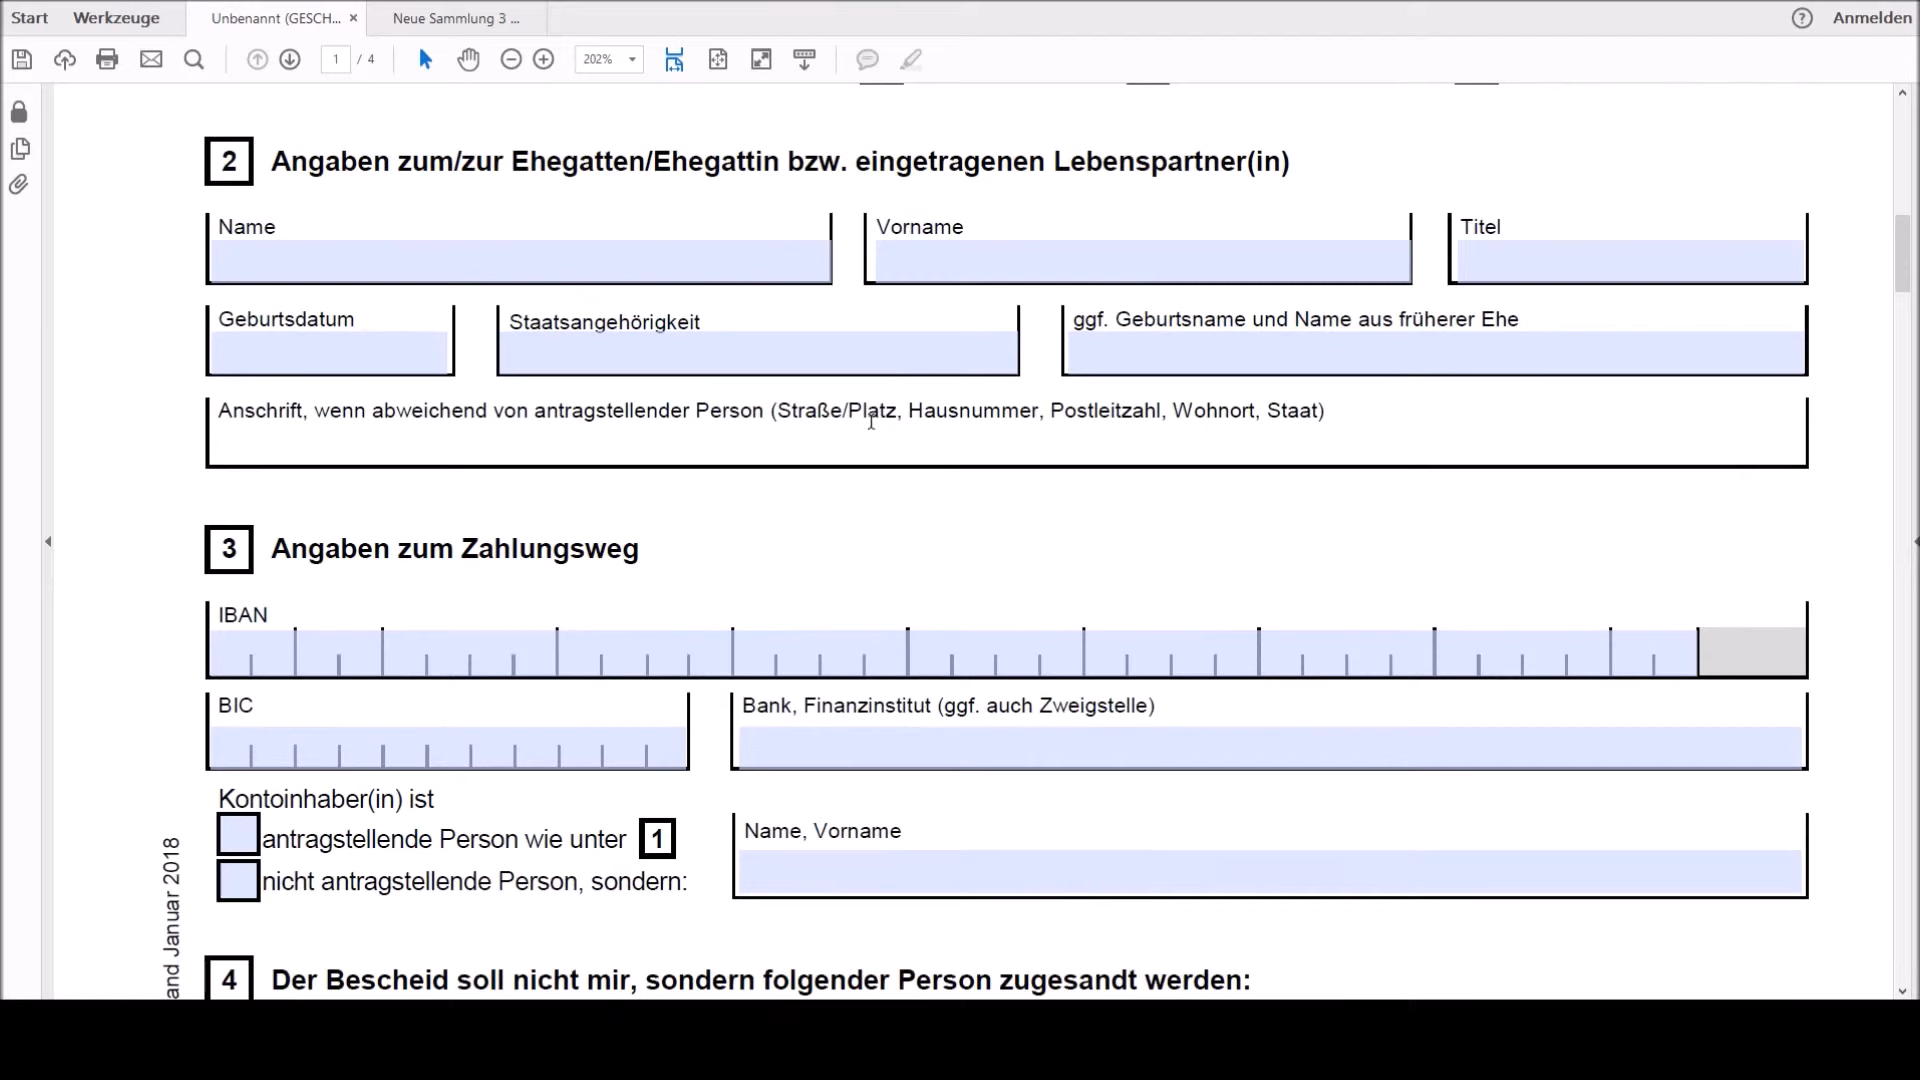 Start Werkzeuge Unbenannt (GESCH... × Neue Sammlung 3 ... ? Anmelden
1 / 4 202%
2 Angaben zum/zur Ehegatten/Ehegattin bzw. eingetragenen Lebenspartner(in)
Name Vorname Titel
Geburtsdatum Staatsangehörigkeit ggf. Geburtsname und Name aus früherer Ehe
Anschrift, wenn abweichend von antragstellender Person (Straße/Platz, Hausnummer, Postleitzahl, Wohnort, Staat)
3 Angaben zum Zahlungsweg
IBAN
BIC Bank, Finanzinstitut (ggf. auch Zweigstelle)
Kontoinhaber(in) ist
antragstellende Person wie unter 1 Name, Vorname
nicht antragstellende Person, sondern:
and Januar 2018
4 Der Bescheid soll nicht mir, sondern folgender Person zugesandt werden: